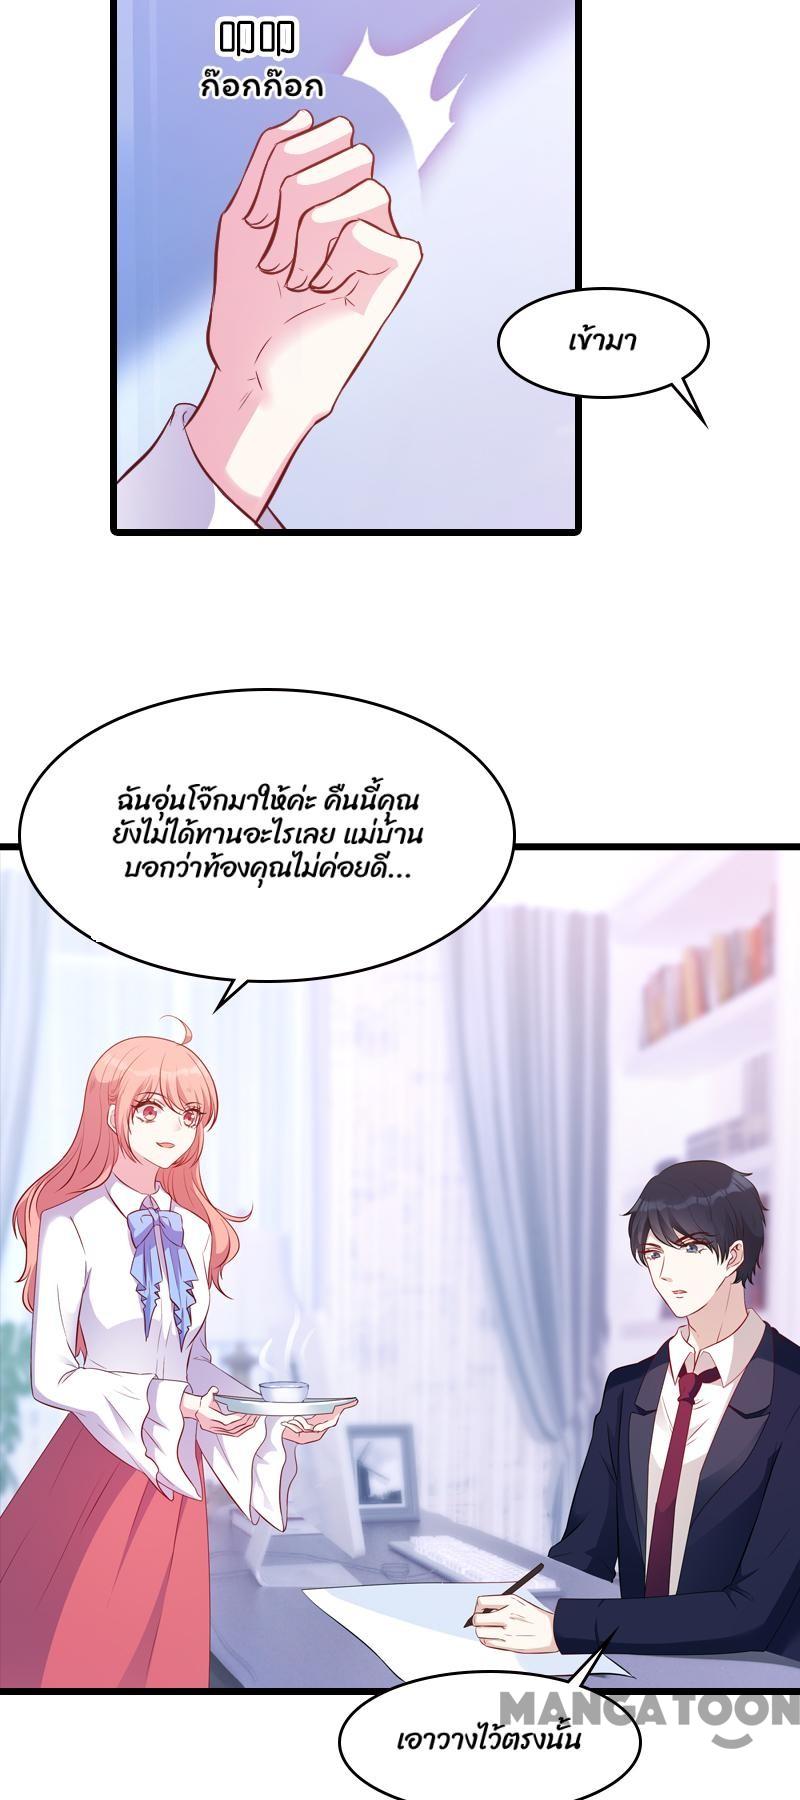 叩叩
ก๊อกก๊อก
เข้ามา
ฉันอุ่นโจ๊กมาให้ค่ะ คืนนี้คุณ
ยังไม่ได้ทานอะไรเลย แม่บ้าน
บอกว่าท้องคุณไม่ค่อยดี...
MANGATOON
เอาวางไว้ตรงนั้น